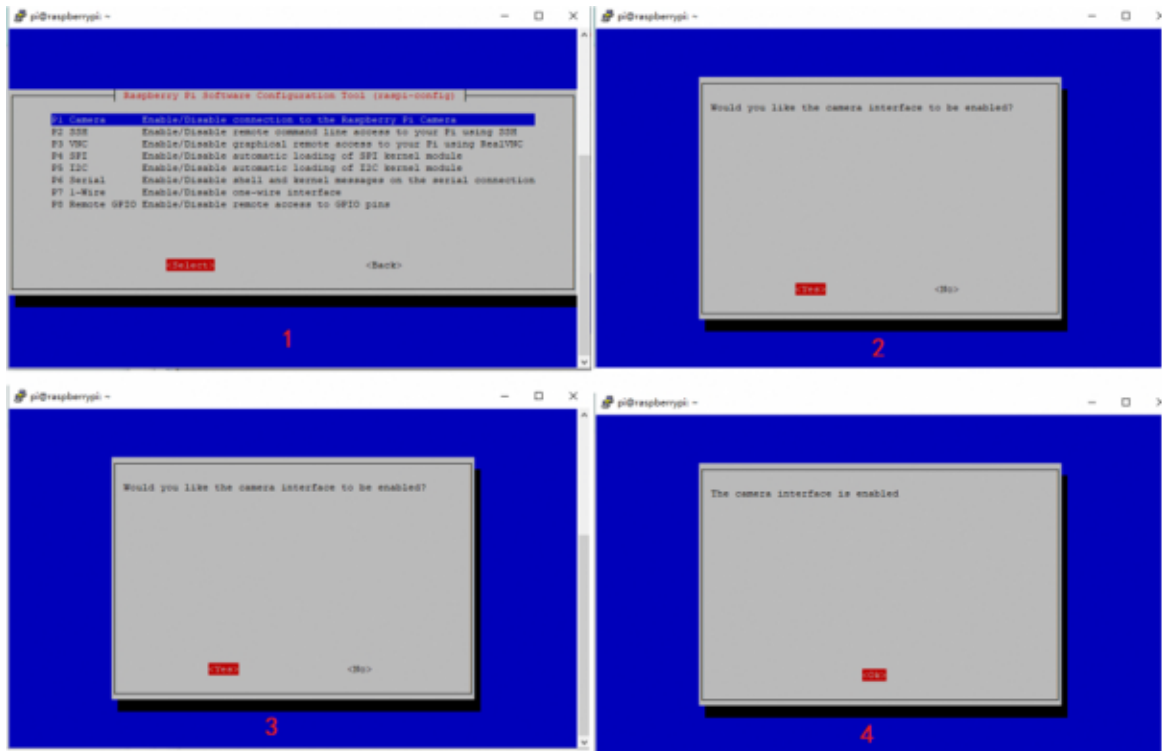 pi@raspberrypi: ~
Raspberry Pi Software Configuration Tool (raspi-config)
P1 Camera Enable/Disable connection to the Raspberry Pi Camera
P2 SSH Enable/Disable remote command line access to your Pi using SSH
P3 VNC Enable/Disable graphical remote access to your Pi using RealVNC
P4 SPI Enable/Disable automatic loading of SPI kernel module
P5 I2C Enable/Disable automatic loading of I2C kernel module
P6 Serial Enable/Disable shell and kernel messages on the serial connection
P7 1-Wire Enable/Disable one-wire interface
P8 Remote GPIO Enable/Disable remote access to GPIO pins
<Select> <Back>
1
pi@raspberrypi: ~
Would you like the camera interface to be enabled?
<Yes> <No>
2
pi@raspberrypi: ~
Would you like the camera interface to be enabled?
<Yes> <No>
3
pi@raspberrypi: ~
The camera interface is enabled
<Ok>
4